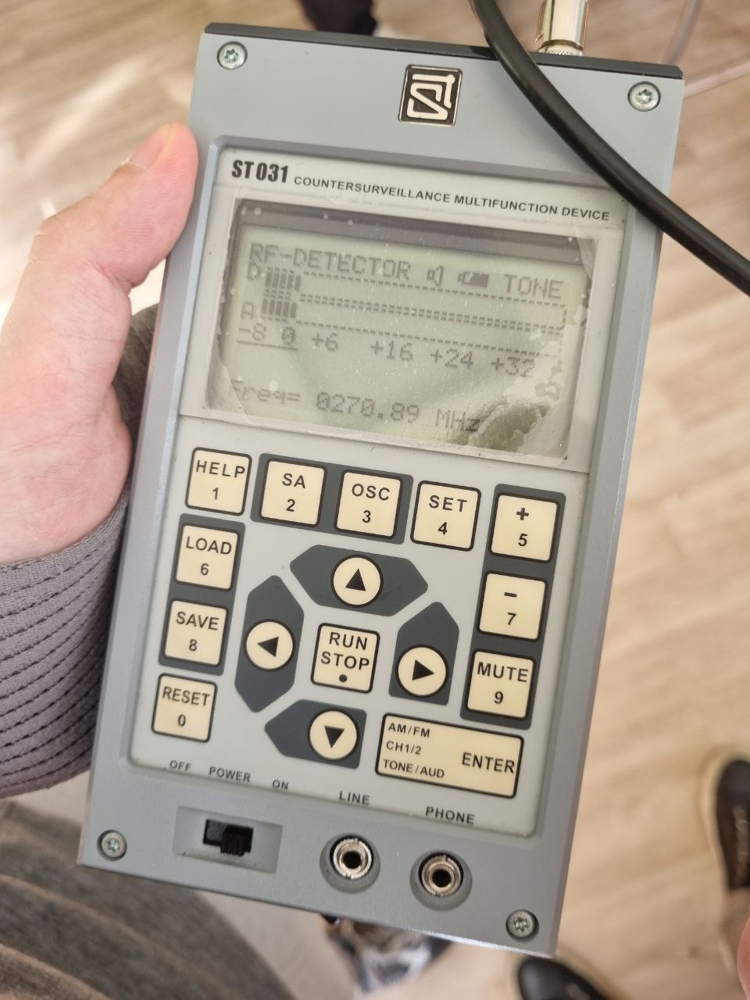 ST
ST 031 COUNTERSURVEILLANCE MULTIFUNCTION DEVICE
RF-DETECTOR TONE
D
A
-8 0 +6 +16 +24 +32
Freq= 0270.89 MHz
HELP
1
SA
2
OSC
3
SET
4
+
5
LOAD
6
-
7
SAVE
8
RUN
STOP
•
MUTE
9
RESET
0
AM/FM
CH1/2
TONE/AUD
ENTER
OFF POWER ON
LINE
PHONE